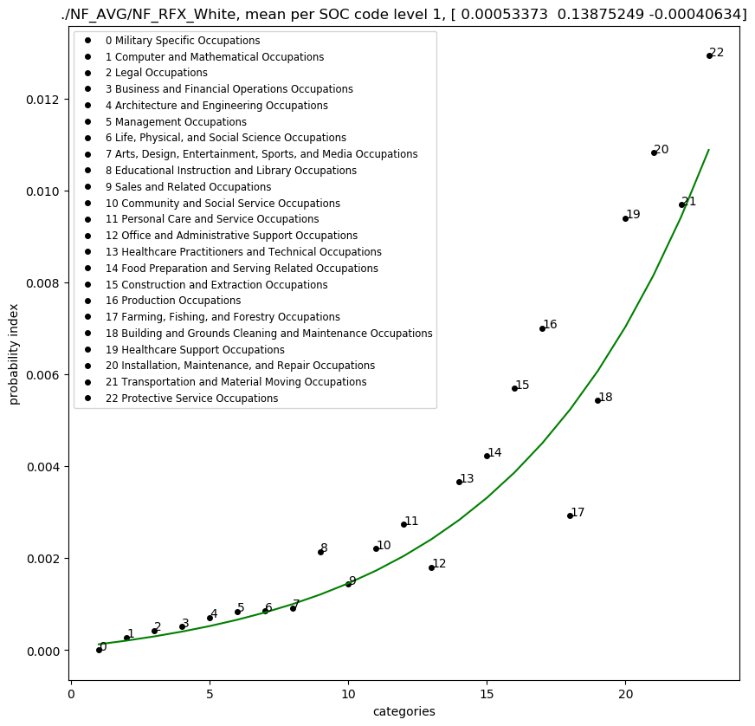 ./NF_AVG/NF_RFX_White, mean per SOC code level 1, [ 0.00053373  0.13875249 -0.00040634]
0 Military Specific Occupations
1 Computer and Mathematical Occupations
2 Legal Occupations
3 Business and Financial Operations Occupations
4 Architecture and Engineering Occupations
5 Management Occupations
6 Life, Physical, and Social Science Occupations
7 Arts, Design, Entertainment, Sports, and Media Occupations
8 Educational Instruction and Library Occupations
9 Sales and Related Occupations
10 Community and Social Service Occupations
11 Personal Care and Service Occupations
12 Office and Administrative Support Occupations
13 Healthcare Practitioners and Technical Occupations
14 Food Preparation and Serving Related Occupations
15 Construction and Extraction Occupations
16 Production Occupations
17 Farming, Fishing, and Forestry Occupations
18 Building and Grounds Cleaning and Maintenance Occupations
19 Healthcare Support Occupations
20 Installation, Maintenance, and Repair Occupations
21 Transportation and Material Moving Occupations
22 Protective Service Occupations
probability index
0.012
0.010
0.008
0.006
0.004
0.002
0.000
0
1
2
3
4
5
6
7
8
9
10
11
12
13
14
15
16
17
18
19
20
21
22
0
5
10
15
20
categories